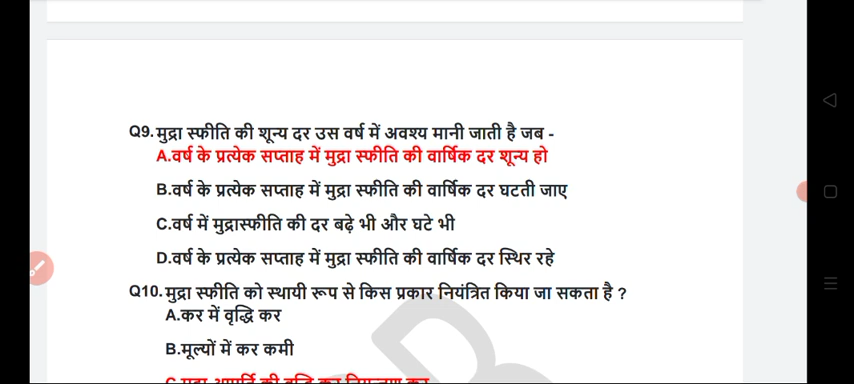 Q9. मुद्रा स्फीति की शून्य दर उस वर्ष में अवश्य मानी जाती है जब -
A.वर्ष के प्रत्येक सप्ताह में मुद्रा स्फीति की वार्षिक दर शून्य हो
B.वर्ष के प्रत्येक सप्ताह में मुद्रा स्फीति की वार्षिक दर घटती जाए
C.वर्ष में मुद्रास्फीति की दर बढ़े भी और घटे भी
D.वर्ष के प्रत्येक सप्ताह में मुद्रा स्फीति की वार्षिक दर स्थिर रहे
Q10. मुद्रा स्फीति को स्थायी रूप से किस प्रकार नियंत्रित किया जा सकता है ?
A.कर में वृद्धि कर
B.मूल्यों में कर कमी